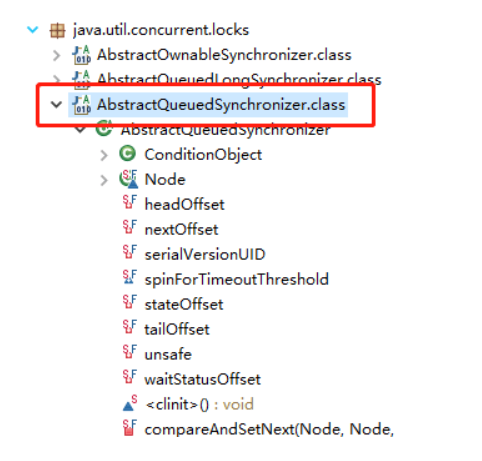 java.util.concurrent.locks
AbstractOwnableSynchronizer.class
AbstractQueuedLongSynchronizer.class
AbstractQueuedSynchronizer.class
AbstractQueuedSynchronizer
ConditionObject
Node
headOffset
nextOffset
serialVersionUID
spinForTimeoutThreshold
stateOffset
tailOffset
unsafe
waitStatusOffset
<clinit>() : void
compareAndSetNext(Node, Node,